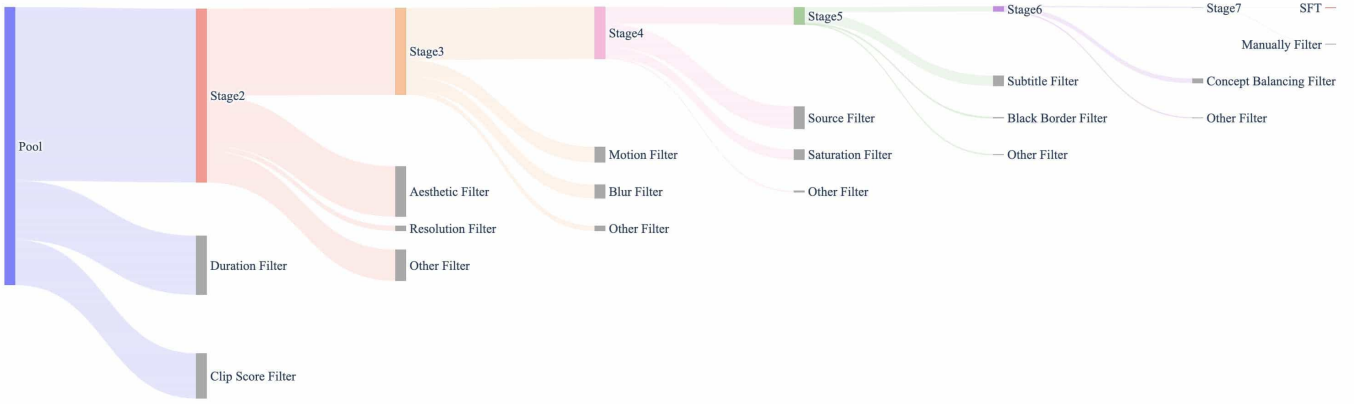 Pool
Stage2
Duration Filter
Clip Score Filter
Stage3
Aesthetic Filter
Resolution Filter
Other Filter
Stage4
Motion Filter
Blur Filter
Other Filter
Stage5
Source Filter
Saturation Filter
Other Filter
Stage6
Subtitle Filter
Black Border Filter
Other Filter
Stage7
Concept Balancing Filter
Other Filter
SFT
Manually Filter